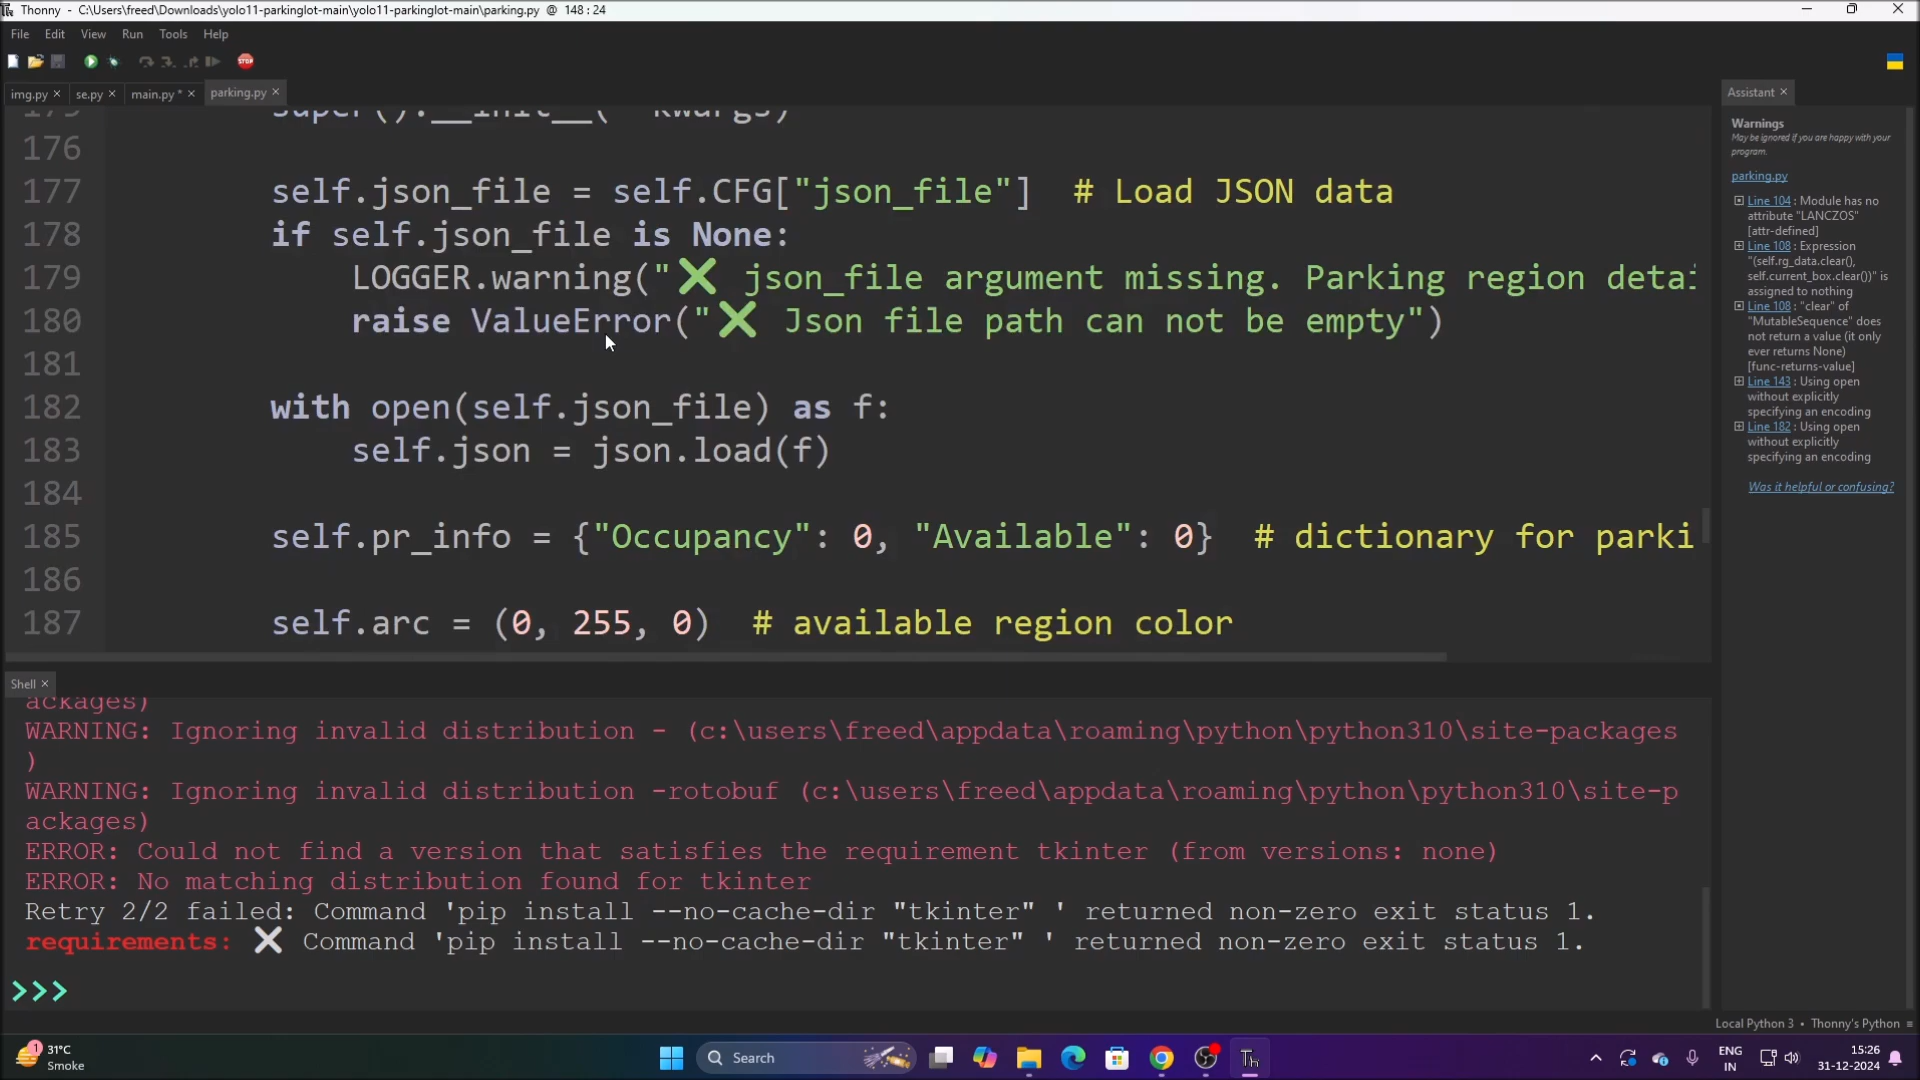 Thonny - C:\Users\freed\Downloads\yolo11-parkinglot-main\yolo11-parkinglot-main\parking.py @ 148 : 24
File Edit View Run Tools Help
STOP
img.py × se.py × main.py * × parking.py ×
175 super().__init__(**kwargs)
176
177 self.json_file = self.CFG["json_file"] # Load JSON data
178 if self.json_file is None:
179 LOGGER.warning("❌ json_file argument missing. Parking region detai
180 raise ValueError("❌ Json file path can not be empty")
181
182 with open(self.json_file) as f:
183 self.json = json.load(f)
184
185 self.pr_info = {"Occupancy": 0, "Available": 0} # dictionary for parki
186
187 self.arc = (0, 255, 0) # available region color
Assistant ×
Warnings
May be ignored if you are happy with your
program.
parking.py
Line 104 : Module has no
attribute "LANCZOS"
[attr-defined]
Line 108 : Expression
"(self.rg_data.clear(),
self.current_box.clear())" is
assigned to nothing
Line 108 : "clear" of
"MutableSequence" does
not return a value (it only
ever returns None)
[func-returns-value]
Line 143 : Using open
without explicitly
specifying an encoding
Line 182 : Using open
without explicitly
specifying an encoding
Was it helpful or confusing?
Shell ×
ackages)
WARNING: Ignoring invalid distribution - (c:\users\freed\appdata\roaming\python\python310\site-packages
)
WARNING: Ignoring invalid distribution -rotobuf (c:\users\freed\appdata\roaming\python\python310\site-p
ackages)
ERROR: Could not find a version that satisfies the requirement tkinter (from versions: none)
ERROR: No matching distribution found for tkinter
Retry 2/2 failed: Command 'pip install --no-cache-dir "tkinter" ' returned non-zero exit status 1.
requirements: ❌ Command 'pip install --no-cache-dir "tkinter" ' returned non-zero exit status 1.
>>>
Local Python 3 • Thonny's Python ≡
1
31°C
Smoke
Search
Th
ENG
IN
15:26
31-12-2024